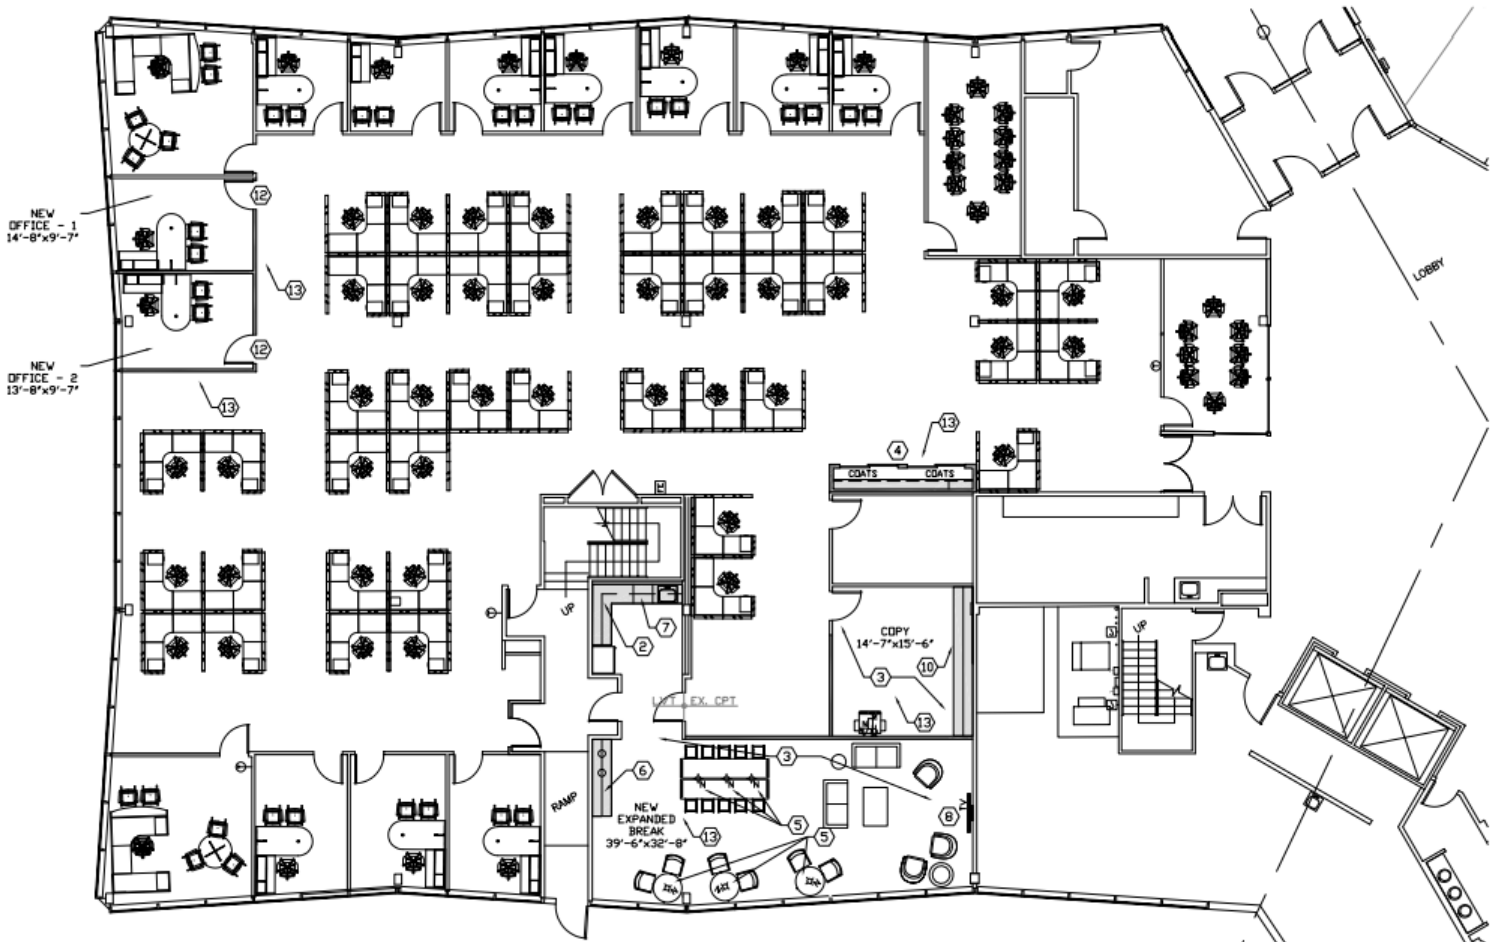 12
NEW
OFFICE - 1
14'-8"x9'-7"
13
LOBBY
12
NEW
OFFICE - 2
13'-8"x9'-7"
13
13
4
COATS COATS
UP
7
2
COPY
14'-7"x15'-6"
10
3
UP
LVT EX. CPT
13
3
6
TV
RAMP
NEW
EXPANDED
BREAK
39'-6"x32'-8"
8
5
5
13